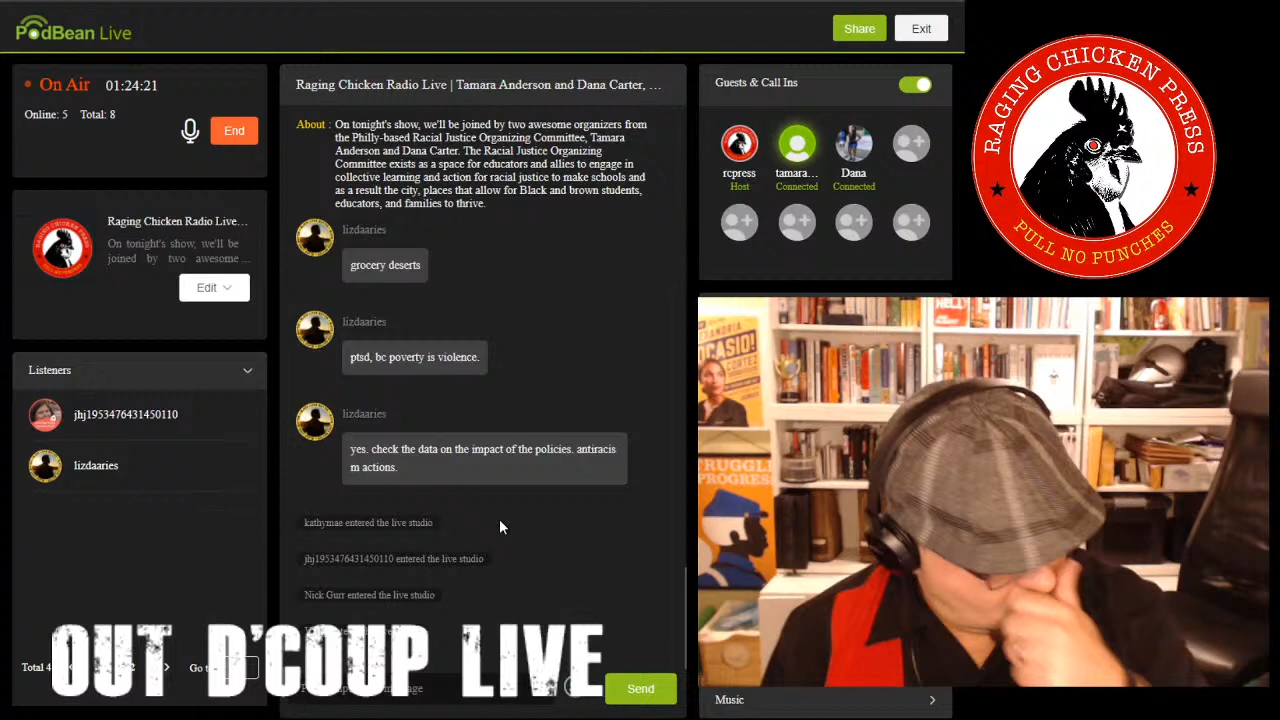 PodBean Live
Share
Exit
On Air 01:24:21
Online: 5 Total: 8
End
Raging Chicken Radio Live...
On tonight's show, we'll be
joined by two awesome ...
Edit
Listeners
jhj1953476431450110
lizdaaries
Total 4
Go to
Raging Chicken Radio Live | Tamara Anderson and Dana Carter, ...
About : On tonight's show, we'll be joined by two awesome organizers from
the Philly-based Racial Justice Organizing Committee, Tamara
Anderson and Dana Carter. The Racial Justice Organizing
Committee exists as a space for educators and allies to engage in
collective learning and action for racial justice to make schools and
as a result the city, places that allow for Black and brown students,
educators, and families to thrive.
lizdaaries
grocery deserts
lizdaaries
ptsd, bc poverty is violence.
lizdaaries
yes. check the data on the impact of the policies. antiracis
m actions.
kathymae entered the live studio
jhj1953476431450110 entered the live studio
Nick Gurr entered the live studio
Send
Guests & Call Ins
rcpress
Host
tamara...
Connected
Dana
Connected
Music
RAGING CHICKEN PRESS
PULL NO PUNCHES
OUT D'COUP LIVE